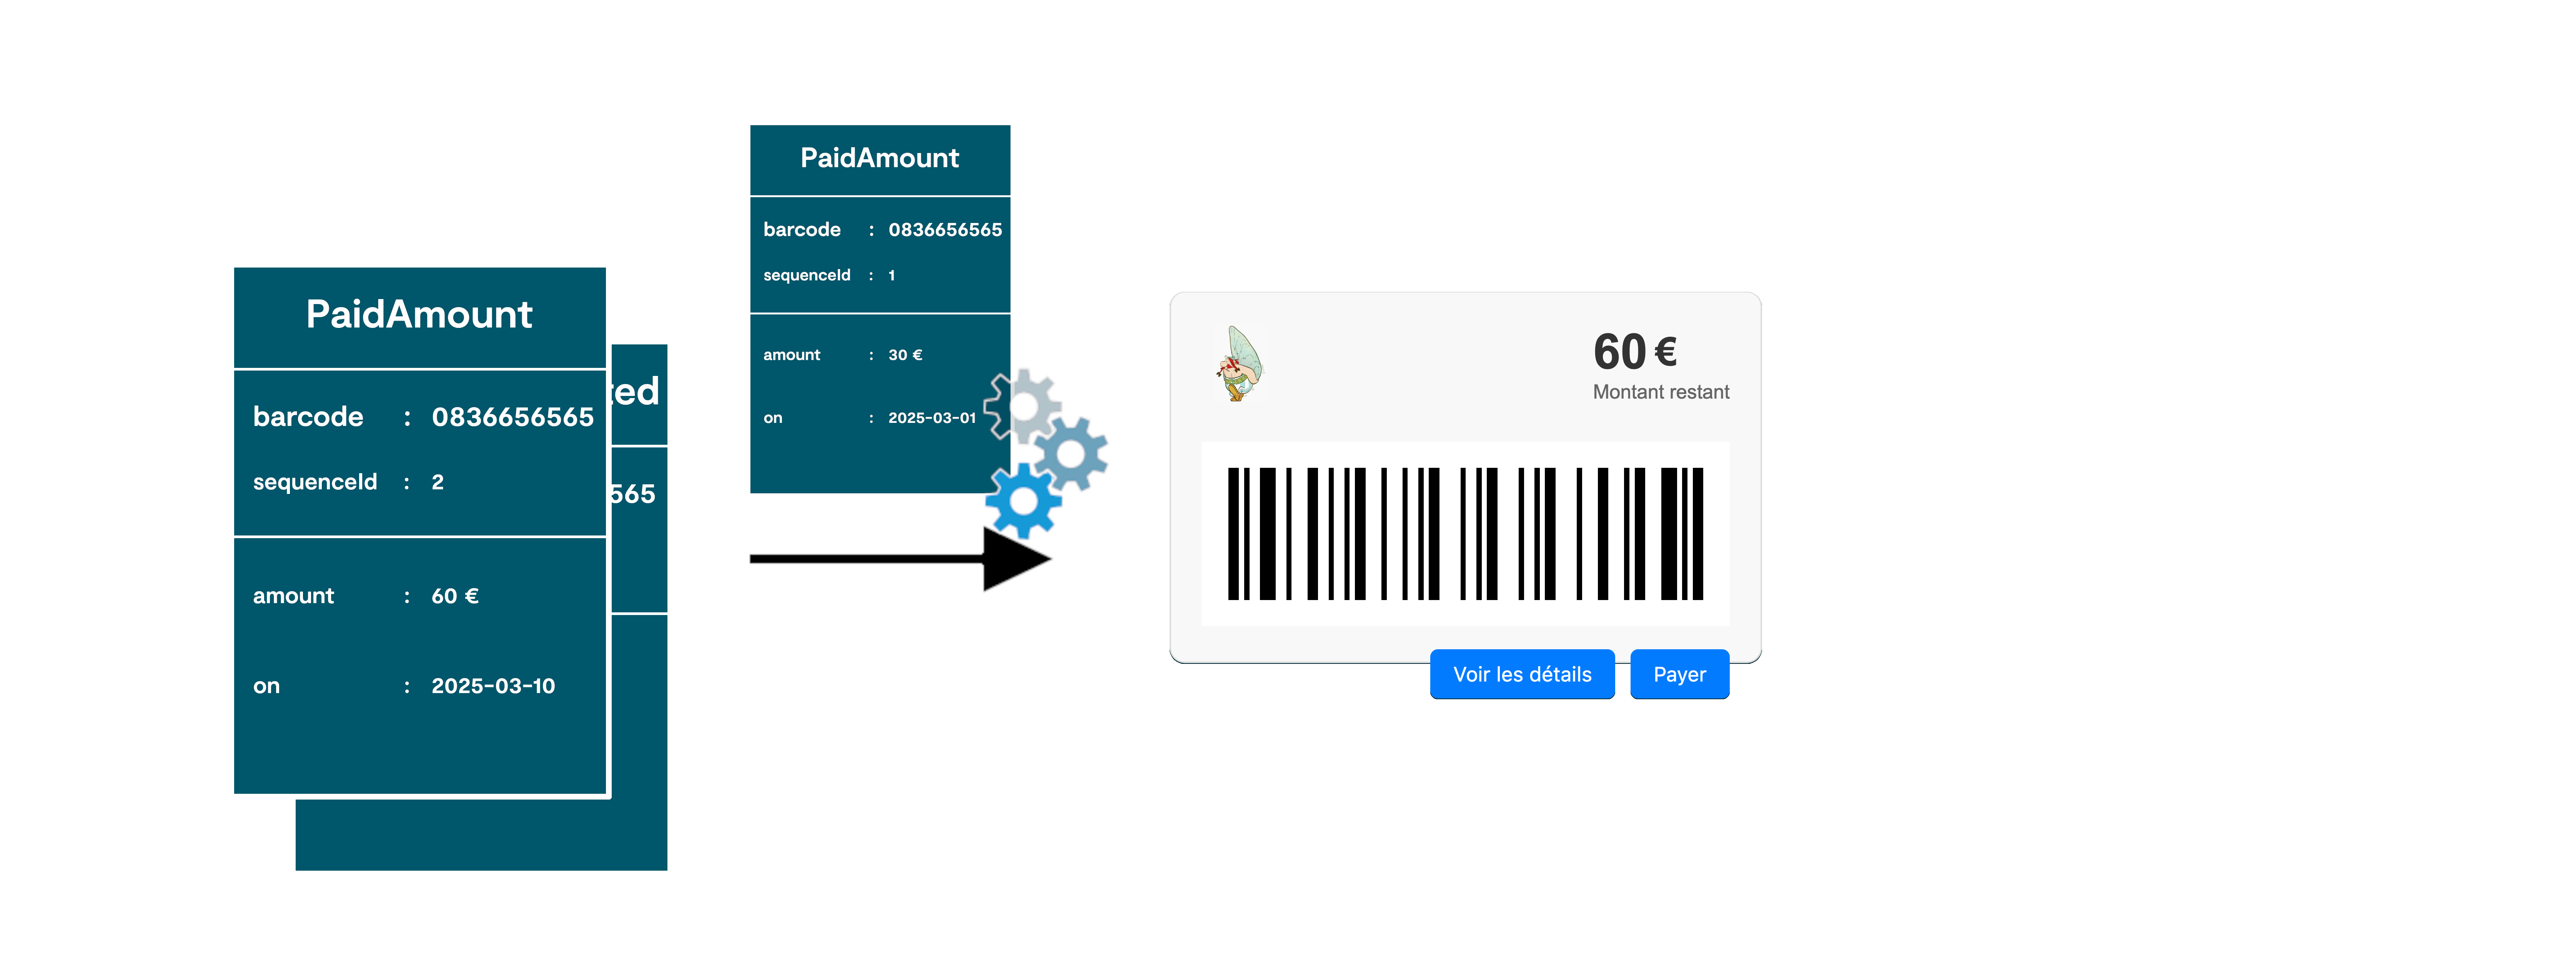 PaidAmount
barcode : 0836656565
sequenceId : 2
amount : 60 €
on : 2025-03-10
ted
565
PaidAmount
barcode : 0836656565
sequenceId : 1
amount : 30 €
on : 2025-03-01
60 €
Montant restant
Voir les détails
Payer